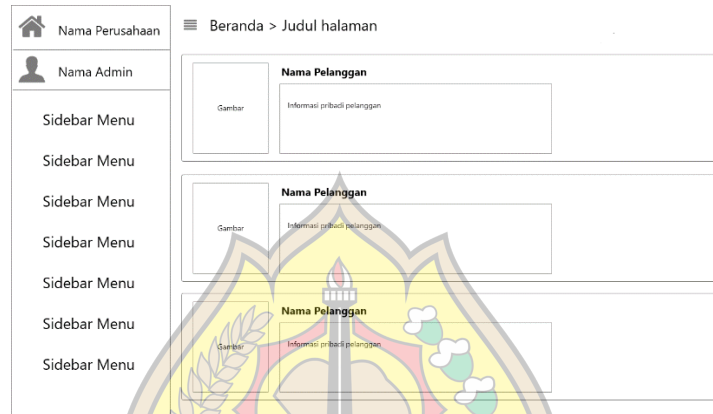 Nama Perusahaan
Beranda > Judul halaman
Nama Admin
Sidebar Menu
Sidebar Menu
Sidebar Menu
Sidebar Menu
Sidebar Menu
Sidebar Menu
Sidebar Menu
Nama Pelanggan
Gambar
Informasi pribadi pelanggan
Nama Pelanggan
Gambar
Informasi pribadi pelanggan
Nama Pelanggan
Gambar
Informasi pribadi pelanggan